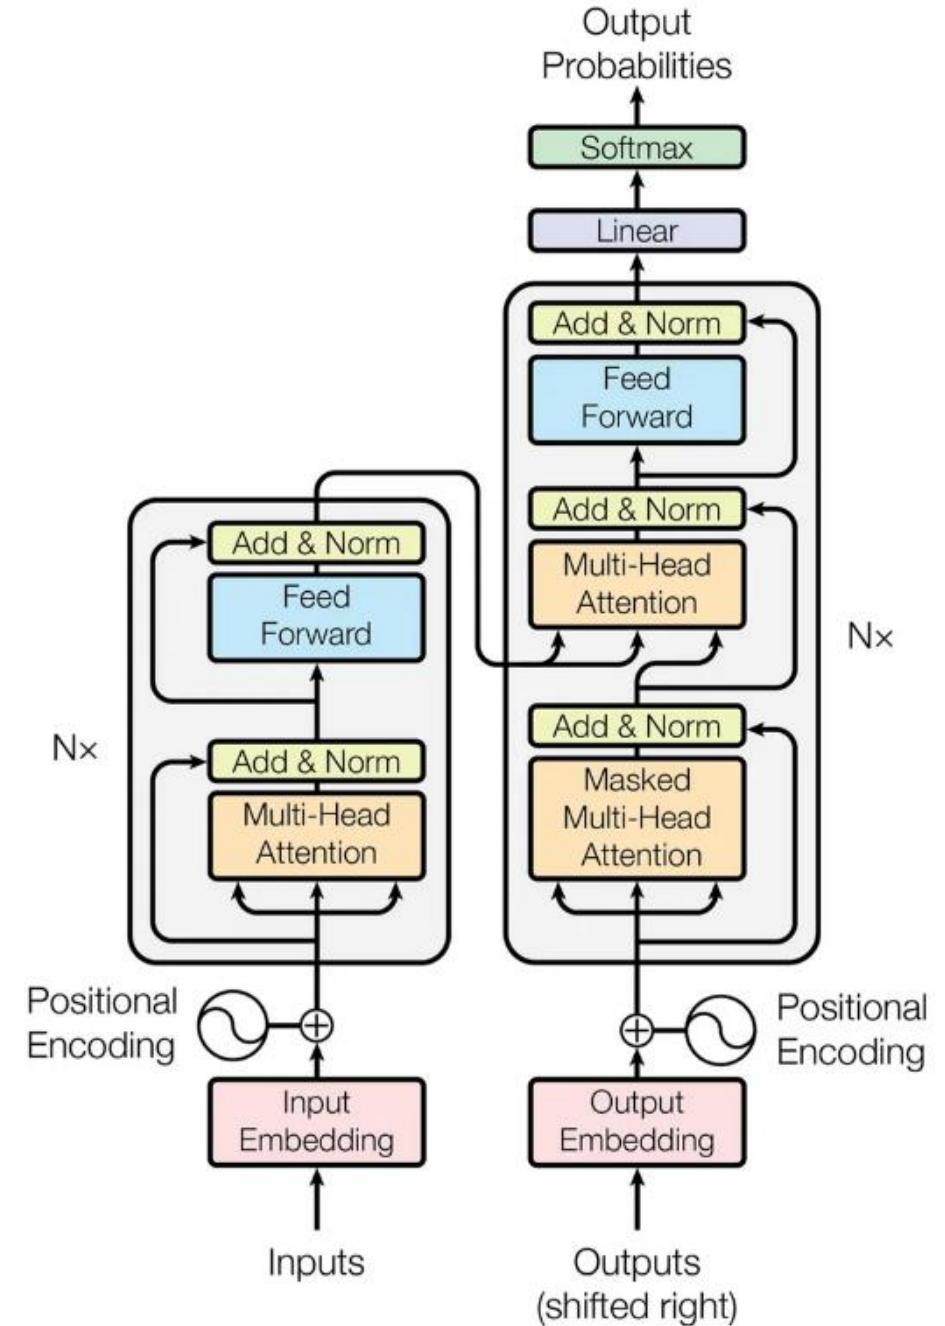 Output
Probabilities
Softmax
Linear
Add & Norm
Feed
Forward
Add & Norm
Multi-Head
Attention
Nx
Add & Norm
Masked
Multi-Head
Attention
Add & Norm
Feed
Forward
Nx
Add & Norm
Multi-Head
Attention
Positional
Encoding
Positional
Encoding
Input
Embedding
Output
Embedding
Inputs
Outputs
(shifted right)